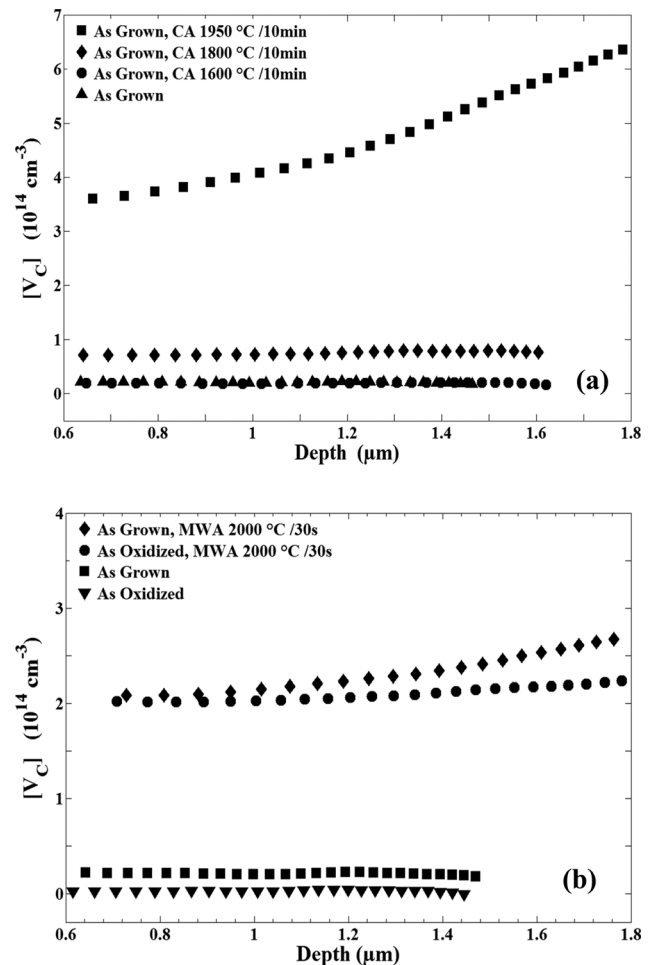 As Grown, CA 1950 °C /10min
As Grown, CA 1800 °C/10min
As Grown, CA 1600 °C/10min
As Grown
7
6
5
4
3
2
1
0
[V_C] (10^14 cm^-3)
0.6 0.8 1 1.2 1.4 1.6 1.8
Depth (μm)
(a)
As Grown, MWA 2000 °C /30s
As Oxidized, MWA 2000 °C /30s
As Grown
As Oxidized
4
3
2
1
0
[V_C] (10^14 cm^-3)
0.6 0.8 1 1.2 1.4 1.6 1.8
Depth (μm)
(b)